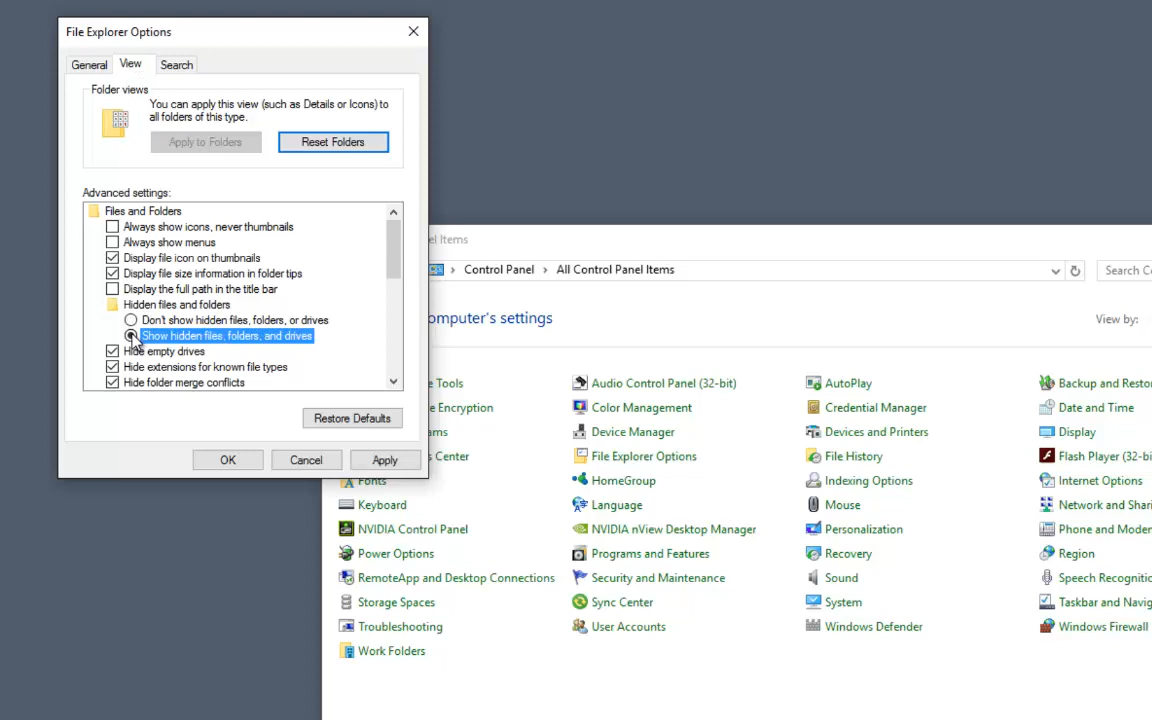 File Explorer Options
General
View
Search
Folder views
You can apply this view (such as Details or Icons) to
all folders of this type.
Apply to Folders
Reset Folders
Advanced settings:
Files and Folders
Always show icons, never thumbnails
Always show menus
Display file icon on thumbnails
Display file size information in folder tips
Display the full path in the title bar
Hidden files and folders
Don't show hidden files, folders, or drives
Show hidden files, folders, and drives
Hide empty drives
Hide extensions for known file types
Hide folder merge conflicts
Restore Defaults
OK
Cancel
Apply
el Items
Control Panel > All Control Panel Items
Search Co
omputer's settings
View by:
e Tools
Audio Control Panel (32-bit)
AutoPlay
Backup and Resto
e Encryption
Color Management
Credential Manager
Date and Time
ams
Device Manager
Devices and Printers
Display
Center
File Explorer Options
File History
Flash Player (32-bi
Fonts
HomeGroup
Indexing Options
Internet Options
Keyboard
Language
Mouse
Network and Shari
NVIDIA Control Panel
NVIDIA nView Desktop Manager
Personalization
Phone and Moder
Power Options
Programs and Features
Recovery
Region
RemoteApp and Desktop Connections
Security and Maintenance
Sound
Speech Recognitio
Storage Spaces
Sync Center
System
Taskbar and Navig
Troubleshooting
User Accounts
Windows Defender
Windows Firewall
Work Folders